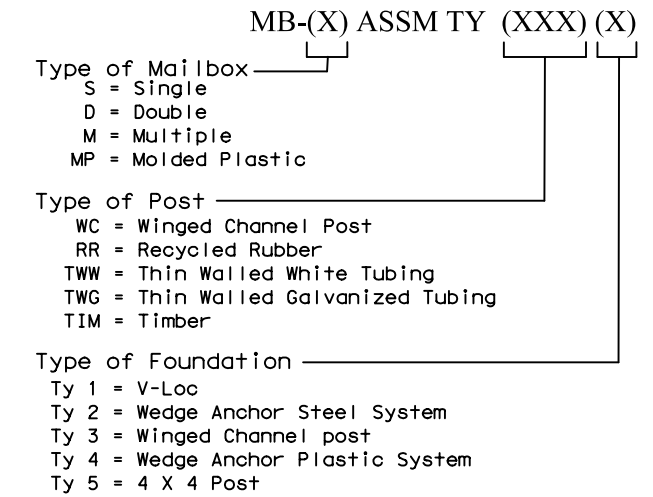 MB-(X) ASSM TY (XXX) (X)
Type of Mailbox
S = Single
D = Double
M = Multiple
MP = Molded Plastic
Type of Post
WC = Winged Channel Post
RR = Recycled Rubber
TWW = Thin Walled White Tubing
TWG = Thin Walled Galvanized Tubing
TIM = Timber
Type of Foundation
Ty 1 = V-Loc
Ty 2 = Wedge Anchor Steel System
Ty 3 = Winged Channel post
Ty 4 = Wedge Anchor Plastic System
Ty 5 = 4 X 4 Post